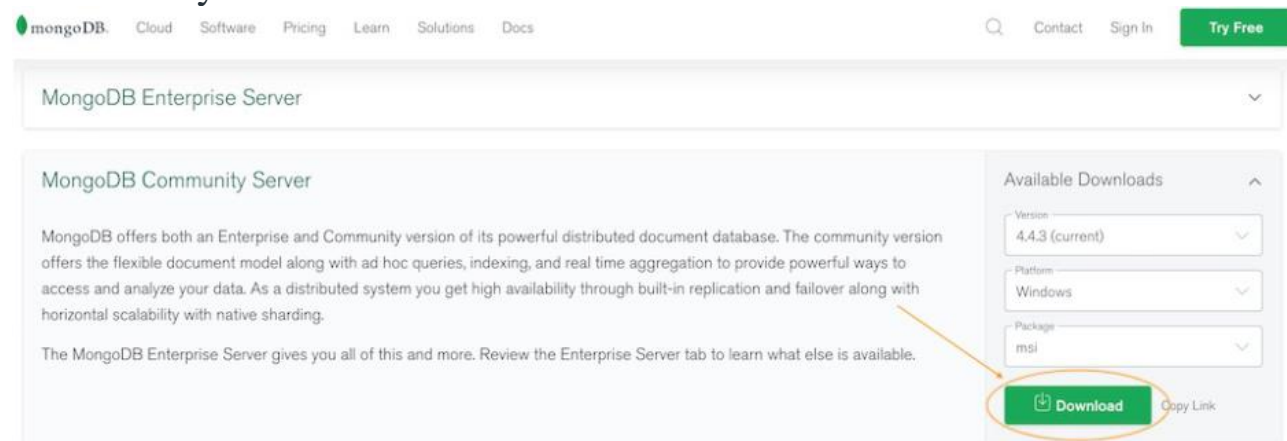 mongoDB. Cloud Software Pricing Learn Solutions Docs Contact Sign In Try Free
MongoDB Enterprise Server
MongoDB Community Server
MongoDB offers both an Enterprise and Community version of its powerful distributed document database. The community version
offers the flexible document model along with ad hoc queries, indexing, and real time aggregation to provide powerful ways to
access and analyze your data. As a distributed system you get high availability through built-in replication and failover along with
horizontal scalability with native sharding.
The MongoDB Enterprise Server gives you all of this and more. Review the Enterprise Server tab to learn what else is available.
Available Downloads
Version
4.4.3 (current)
Platform
Windows
Package
msi
Download Copy Link